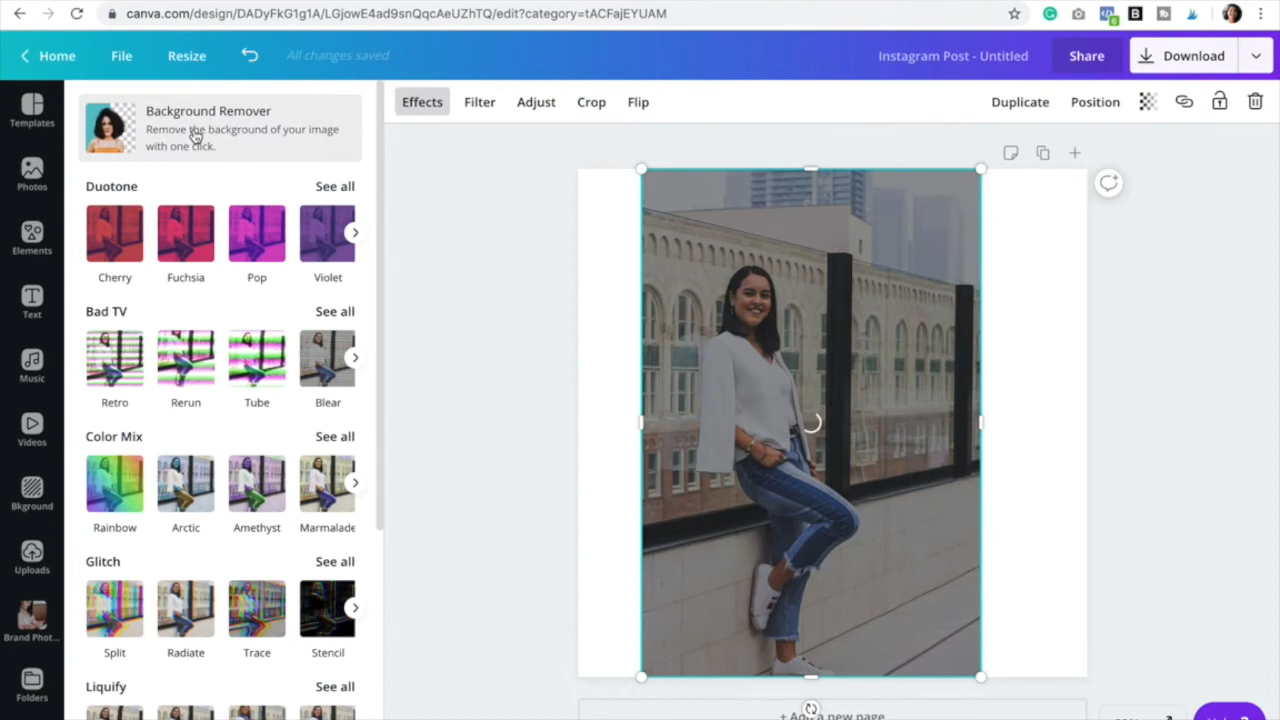 canva.com/design/DADyFkG1g1A/LGjowE4ad9snQqcAeUZhTQ/edit?category=tACFajEYUAM
Home File Resize All changes saved Instagram Post - Untitled Share Download
Templates
Photos
Elements
Text
Music
Videos
Bkground
Uploads
Brand Phot...
Folders
Background Remover
Remove the background of your image
with one click.
Duotone See all
Cherry Fuchsia Pop Violet
Bad TV See all
Retro Rerun Tube Blear
Color Mix See all
Rainbow Arctic Amethyst Marmalade
Glitch See all
Split Radiate Trace Stencil
Liquify See all
Effects Filter Adjust Crop Flip Duplicate Position
+ Add a new page